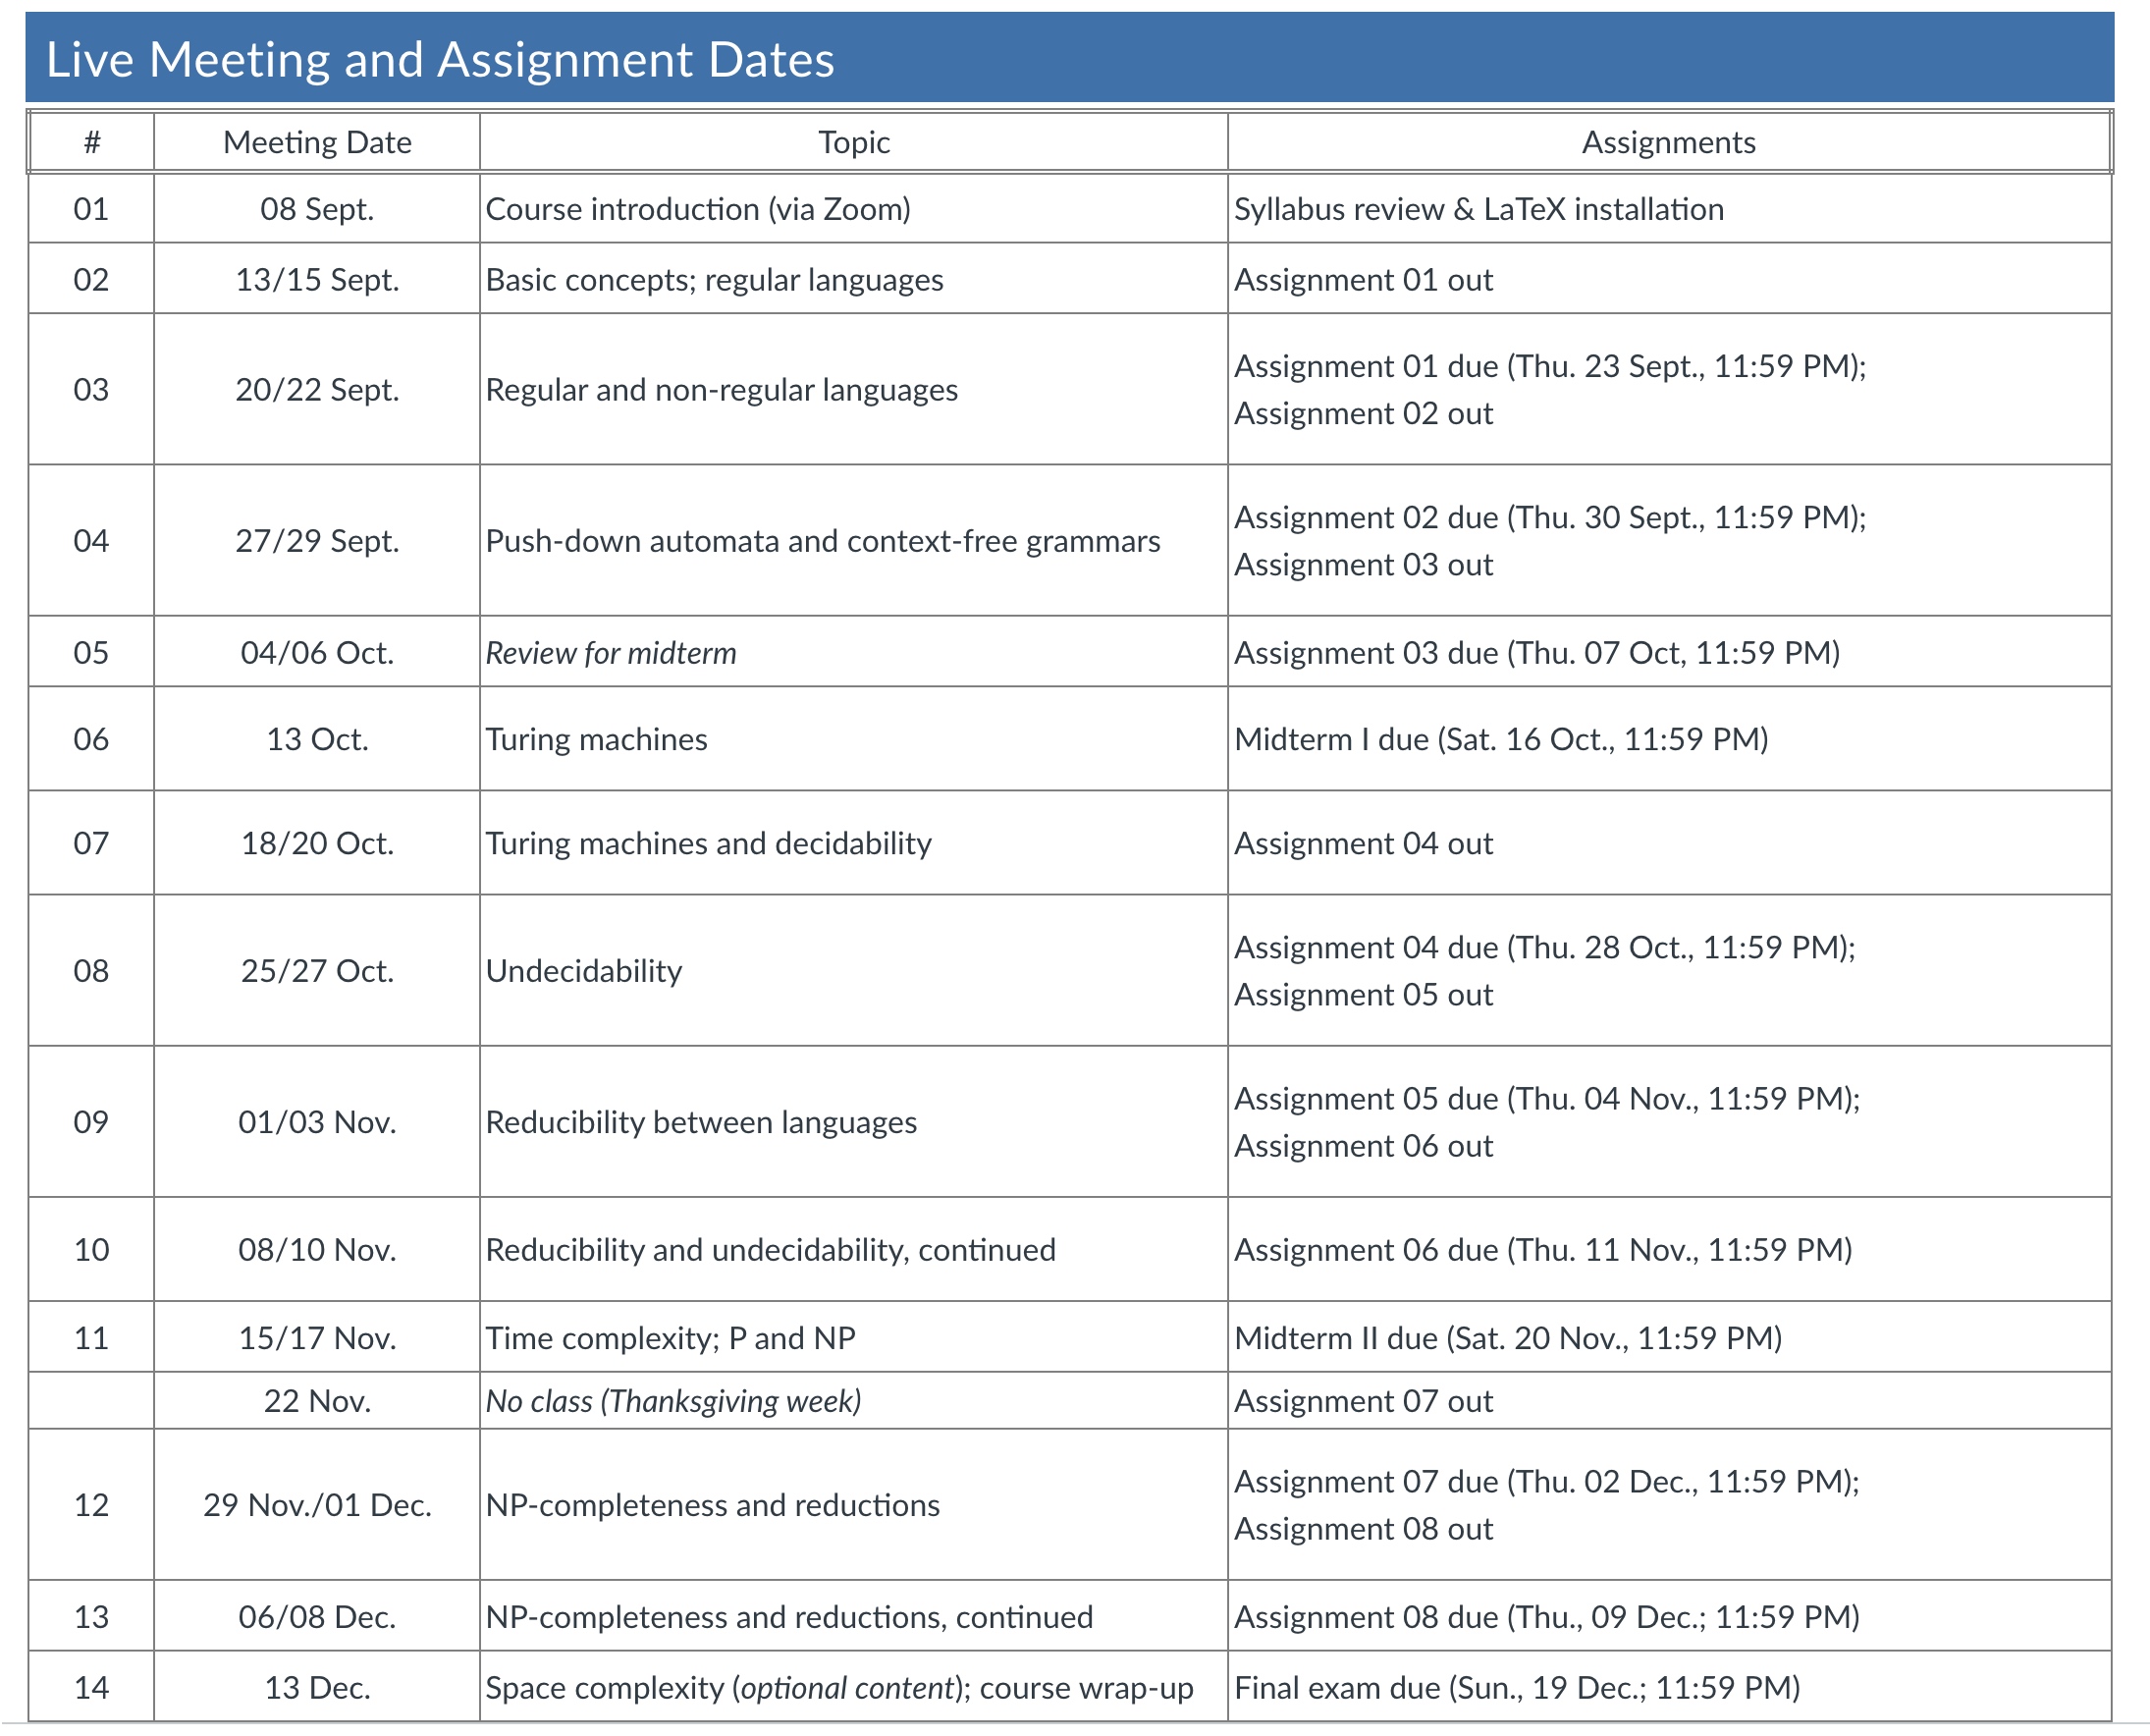 Live Meeting and Assignment Dates
# Meeting Date Topic Assignments
01 08 Sept. Course introduction (via Zoom) Syllabus review & LaTeX installation
02 13/15 Sept. Basic concepts; regular languages Assignment 01 out
03 20/22 Sept. Regular and non-regular languages Assignment 01 due (Thu. 23 Sept., 11:59 PM);
Assignment 02 out
04 27/29 Sept. Push-down automata and context-free grammars Assignment 02 due (Thu. 30 Sept., 11:59 PM);
Assignment 03 out
05 04/06 Oct. Review for midterm Assignment 03 due (Thu. 07 Oct, 11:59 PM)
06 13 Oct. Turing machines Midterm I due (Sat. 16 Oct., 11:59 PM)
07 18/20 Oct. Turing machines and decidability Assignment 04 out
08 25/27 Oct. Undecidability Assignment 04 due (Thu. 28 Oct., 11:59 PM);
Assignment 05 out
09 01/03 Nov. Reducibility between languages Assignment 05 due (Thu. 04 Nov., 11:59 PM);
Assignment 06 out
10 08/10 Nov. Reducibility and undecidability, continued Assignment 06 due (Thu. 11 Nov., 11:59 PM)
11 15/17 Nov. Time complexity; P and NP Midterm II due (Sat. 20 Nov., 11:59 PM)
22 Nov. No class (Thanksgiving week) Assignment 07 out
12 29 Nov./01 Dec. NP-completeness and reductions Assignment 07 due (Thu. 02 Dec., 11:59 PM);
Assignment 08 out
13 06/08 Dec. NP-completeness and reductions, continued Assignment 08 due (Thu., 09 Dec.; 11:59 PM)
14 13 Dec. Space complexity (optional content); course wrap-up Final exam due (Sun., 19 Dec.; 11:59 PM)